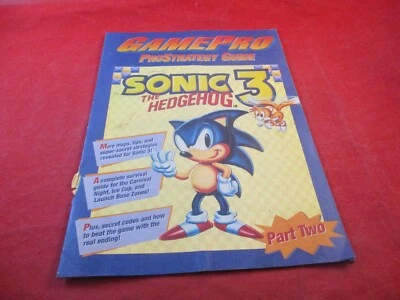 GAMEPRO
PROSTRATEGY GUIDE
SONIC 3
THE
HEDGEHOG™
More maps, tips, and
super-secret strategies
revealed for Sonic 3!
A complete survival
guide for the Carnival
Night, Ice Cap, and
Launch Base Zones!
Plus, secret codes and how
to beat the game with the
real ending!
Part Two